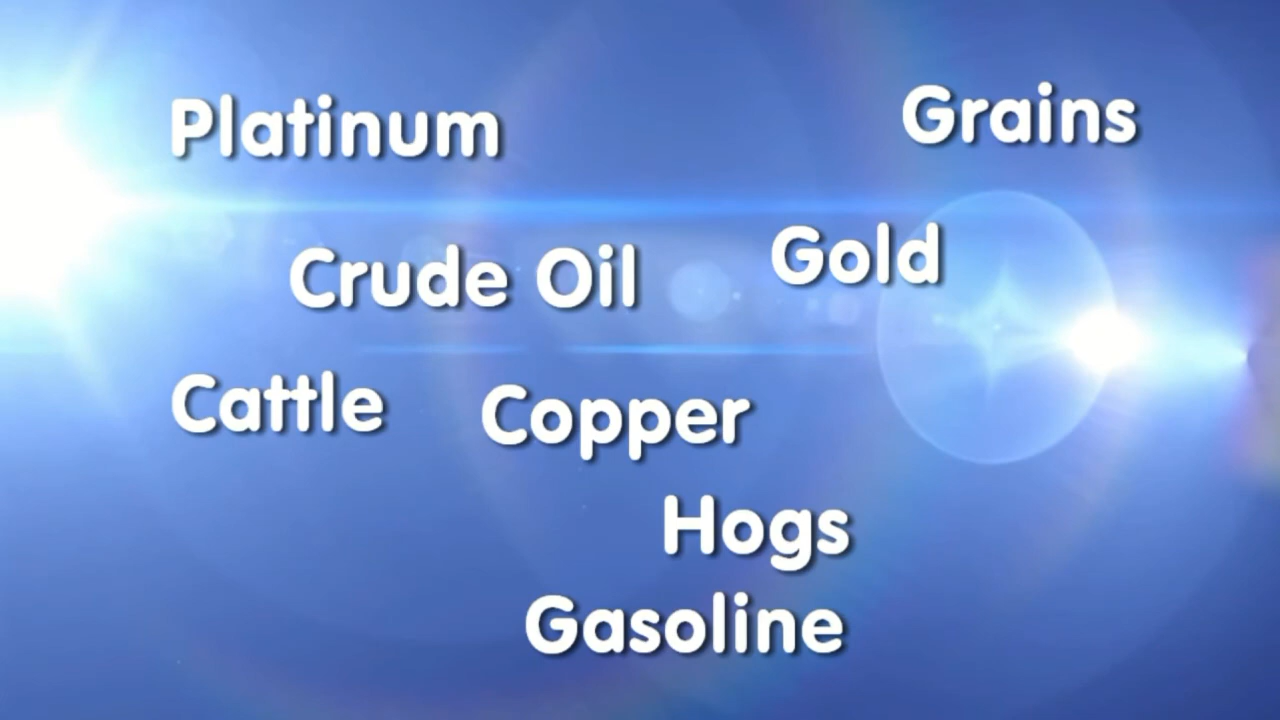 Platinum
Grains
Crude Oil
Gold
Cattle
Copper
Hogs
Gasoline